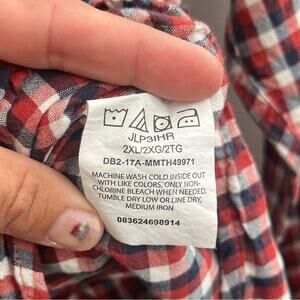 JLP3IHR
2XL/2XG/2TG
DB2-17A-MMTH49971
MACHINE WASH COLD INSIDE OUT
WITH LIKE COLORS, ONLY NON-
CHLORINE BLEACH WHEN NEEDED,
TUMBLE DRY LOW OR LINE DRY,
MEDIUM IRON
083624698914